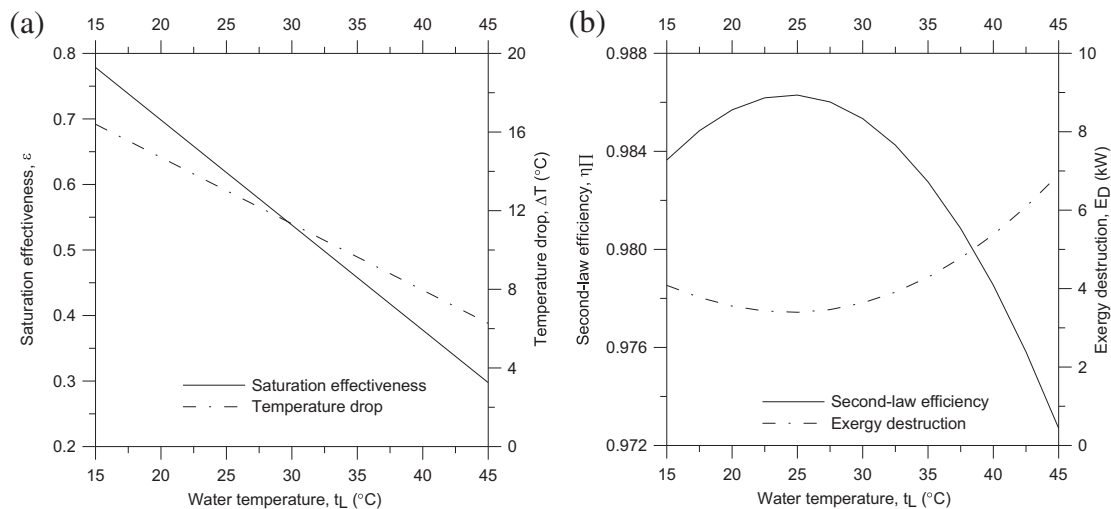 (a)
15 20 25 30 35 40 45
0.8
0.7
0.6
0.5
0.4
0.3
0.2
Saturation effectiveness, ε
20
16
12
8
4
0
Temperature drop, ΔT (°C)
Saturation effectiveness
Temperature drop
15 20 25 30 35 40 45
Water temperature, tL (°C)
(b)
15 20 25 30 35 40 45
0.988
0.984
0.980
0.976
0.972
Second-law efficiency, ηΙΙ
10
8
6
4
2
0
Exergy destruction, ED (kW)
Second-law efficiency
Exergy destruction
15 20 25 30 35 40 45
Water temperature, tL (°C)